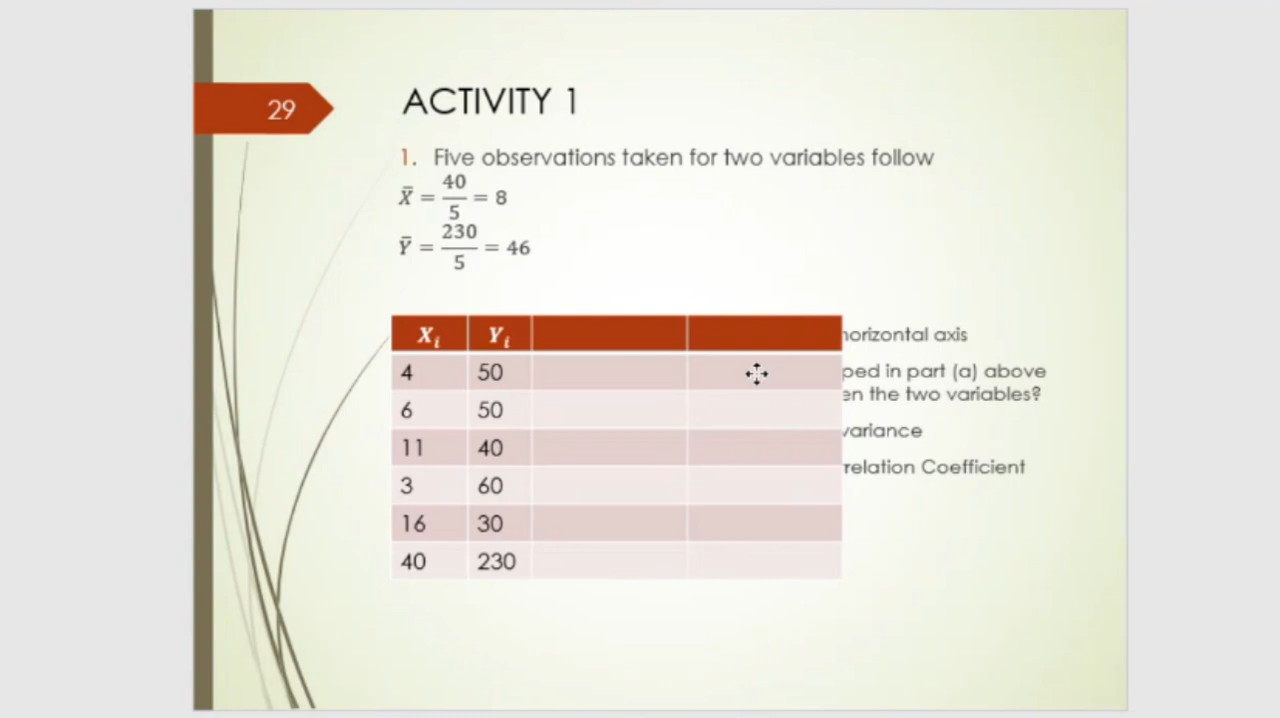 29
ACTIVITY 1
1. Five observations taken for two variables follow
X̄ = 40/5 = 8
Ȳ = 230/5 = 46
Xᵢ Yᵢ
4 50
6 50
11 40
3 60
16 30
40 230
horizontal axis
ped in part (a) above
en the two variables?
variance
rrelation Coefficient